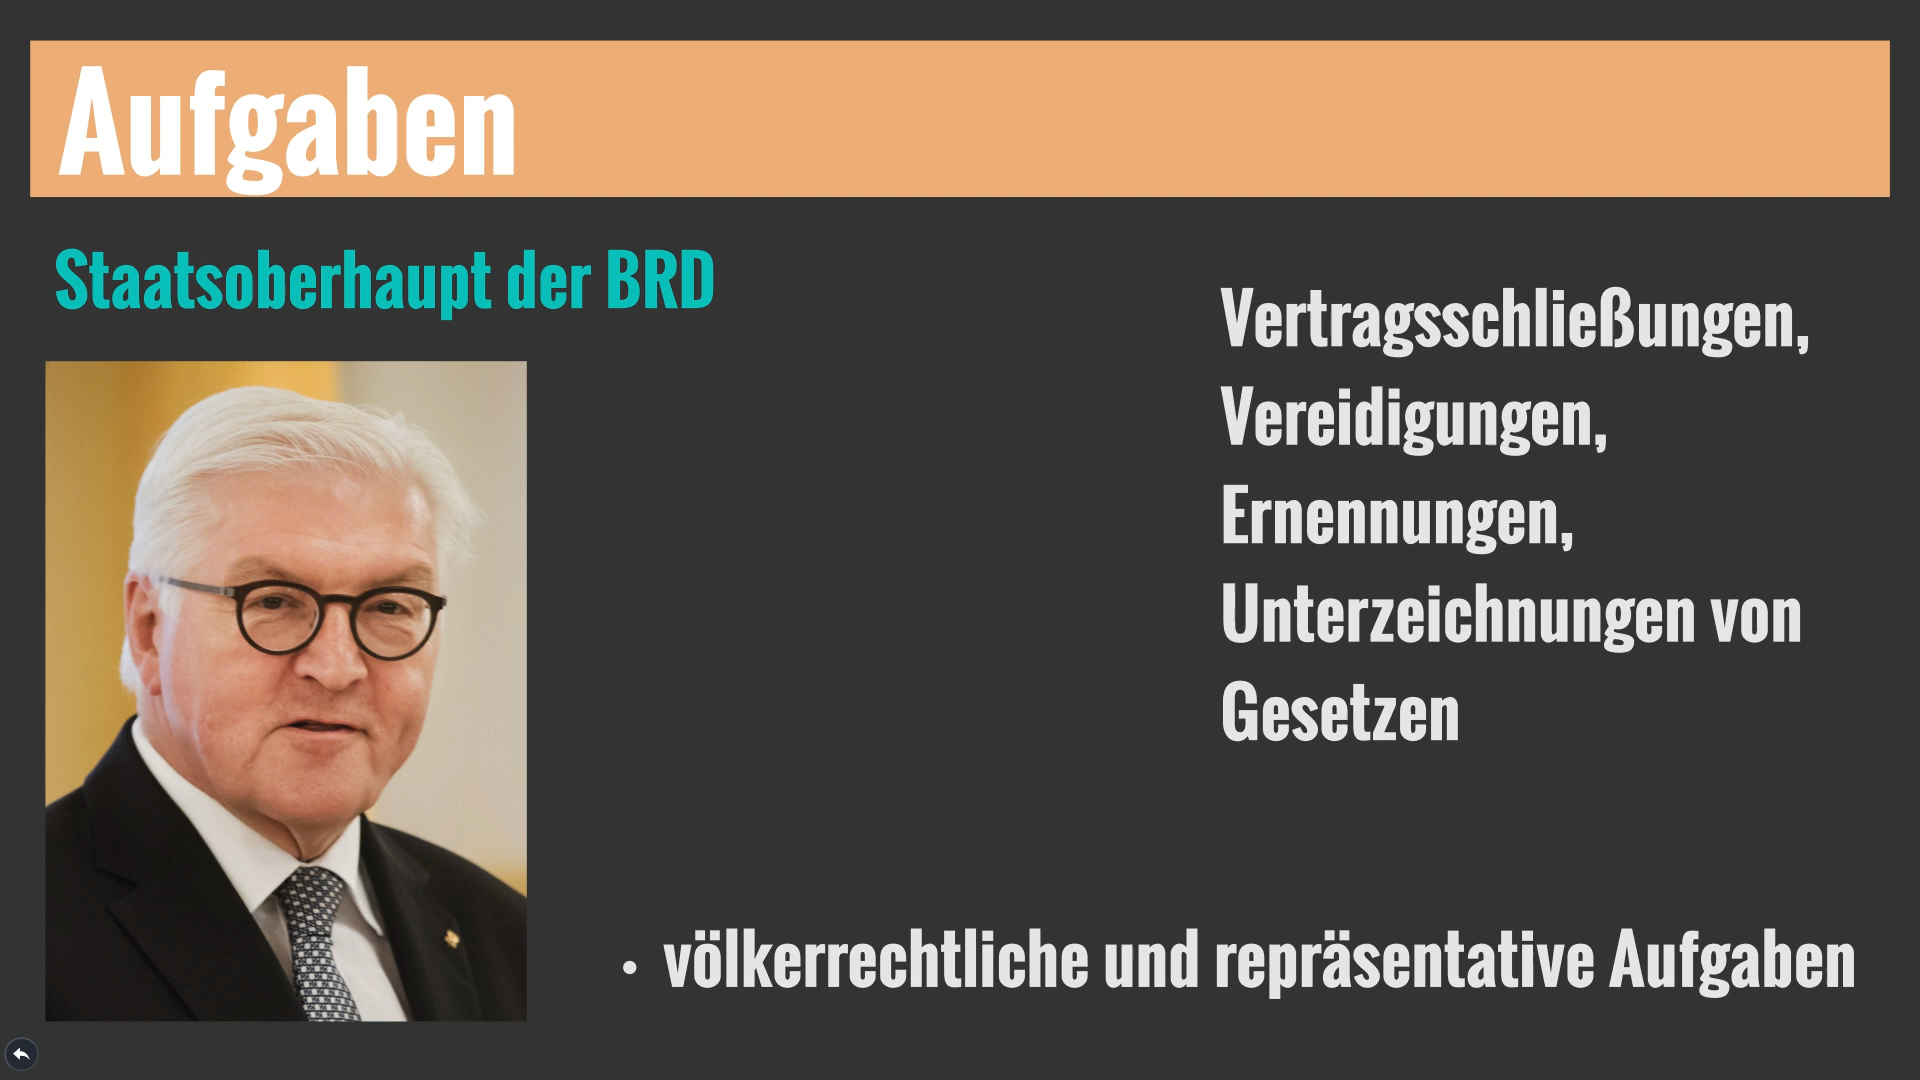 Aufgaben
Staatsoberhaupt der BRD
Vertragsschließungen,
Vereidigungen,
Ernennungen,
Unterzeichnungen von
Gesetzen
• völkerrechtliche und repräsentative Aufgaben